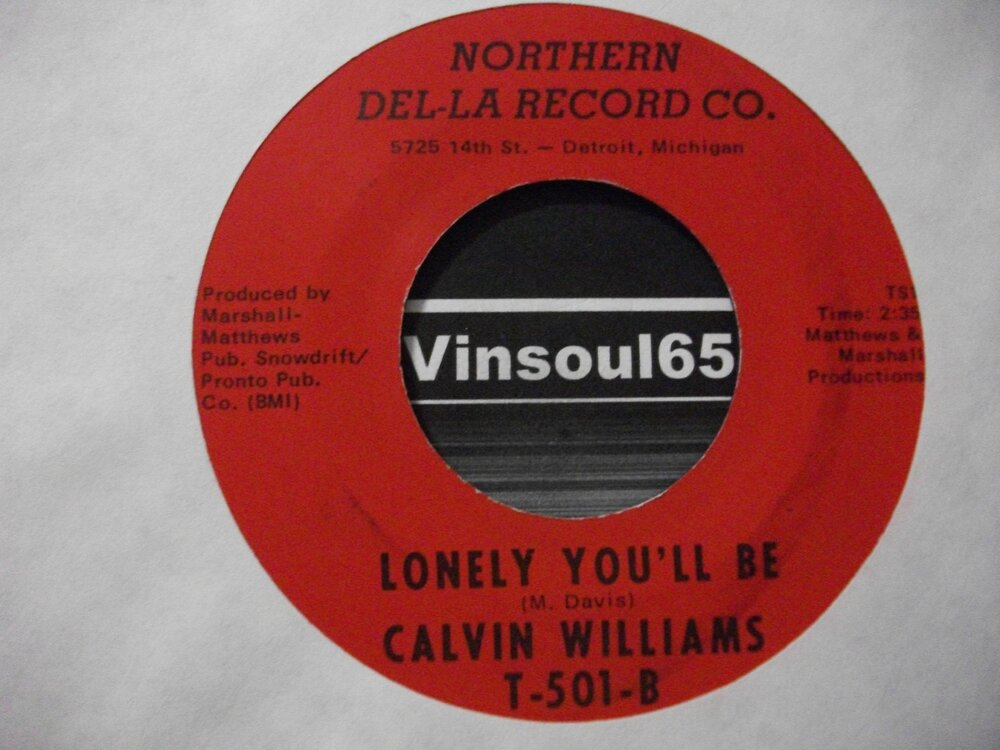 NORTHERN
DEL-LA RECORD CO.
5725 14th St. — Detroit, Michigan
Produced by
Marshall-
Matthews
Pub. Snowdrift/
Pronto Pub.
Co. (BMI)
Vinsoul65
TS1
Time: 2:35
Matthews &
Marshall
Productions
LONELY YOU'LL BE
(M. Davis)
CALVIN WILLIAMS
T-501-B